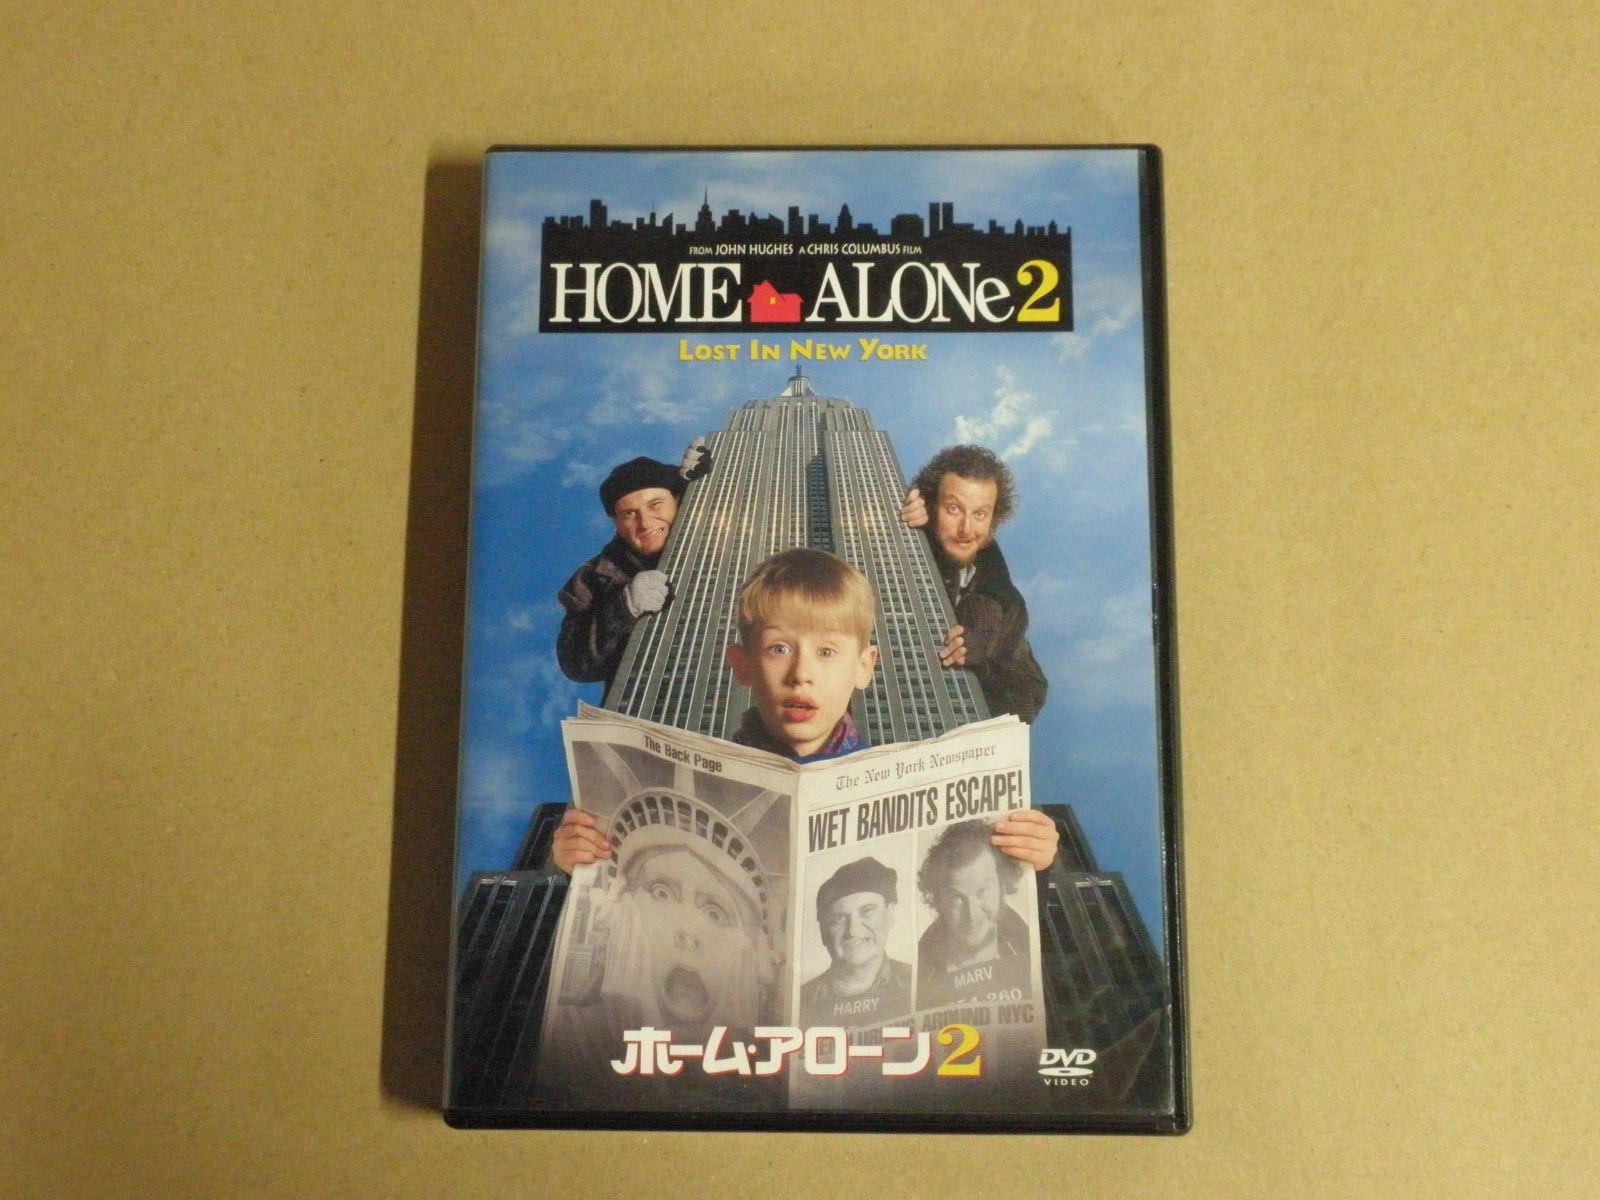 FROM JOHN HUGHES A CHRIS COLUMBUS FILM
HOME ALONe 2
LOST IN NEW YORK
The Back Page
The New York Newspaper
WET BANDITS ESCAPE!
HARRY
MARV
260
AROUND NYC
ホーム・アローン2
DVD
VIDEO